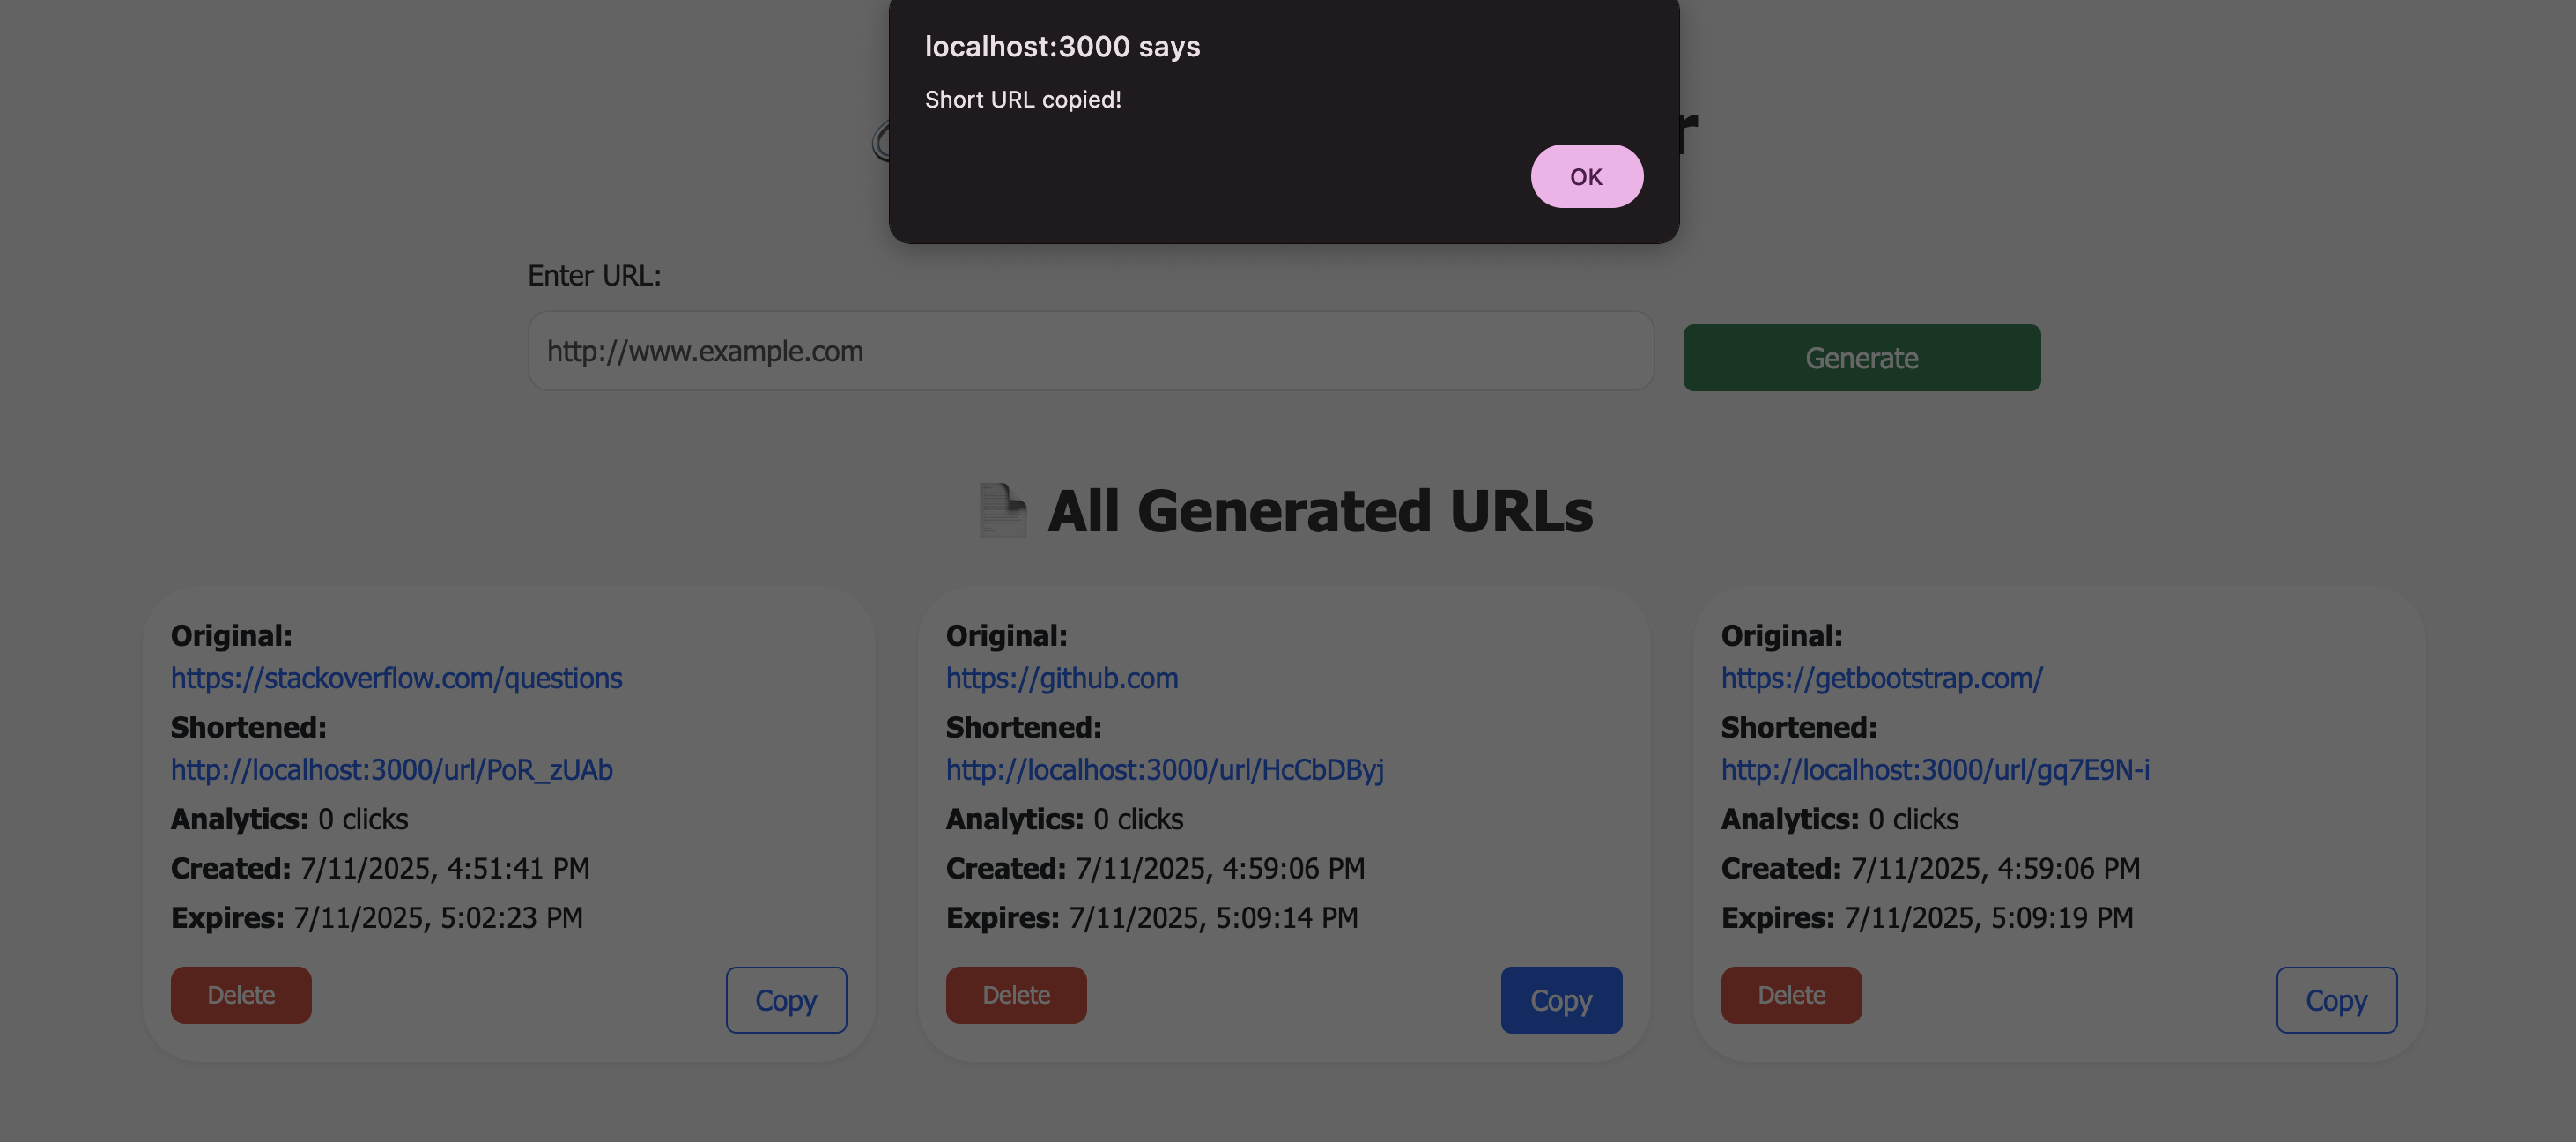 localhost:3000 says
Short URL copied!
OK
Enter URL:
http://www.example.com
Generate
All Generated URLs
Original:
https://stackoverflow.com/questions
Shortened:
http://localhost:3000/url/PoR_zUAb
Analytics: 0 clicks
Created: 7/11/2025, 4:51:41 PM
Expires: 7/11/2025, 5:02:23 PM
Delete
Copy
Original:
https://github.com
Shortened:
http://localhost:3000/url/HcCbDByj
Analytics: 0 clicks
Created: 7/11/2025, 4:59:06 PM
Expires: 7/11/2025, 5:09:14 PM
Delete
Copy
Original:
https://getbootstrap.com/
Shortened:
http://localhost:3000/url/gq7E9N-i
Analytics: 0 clicks
Created: 7/11/2025, 4:59:06 PM
Expires: 7/11/2025, 5:09:19 PM
Delete
Copy